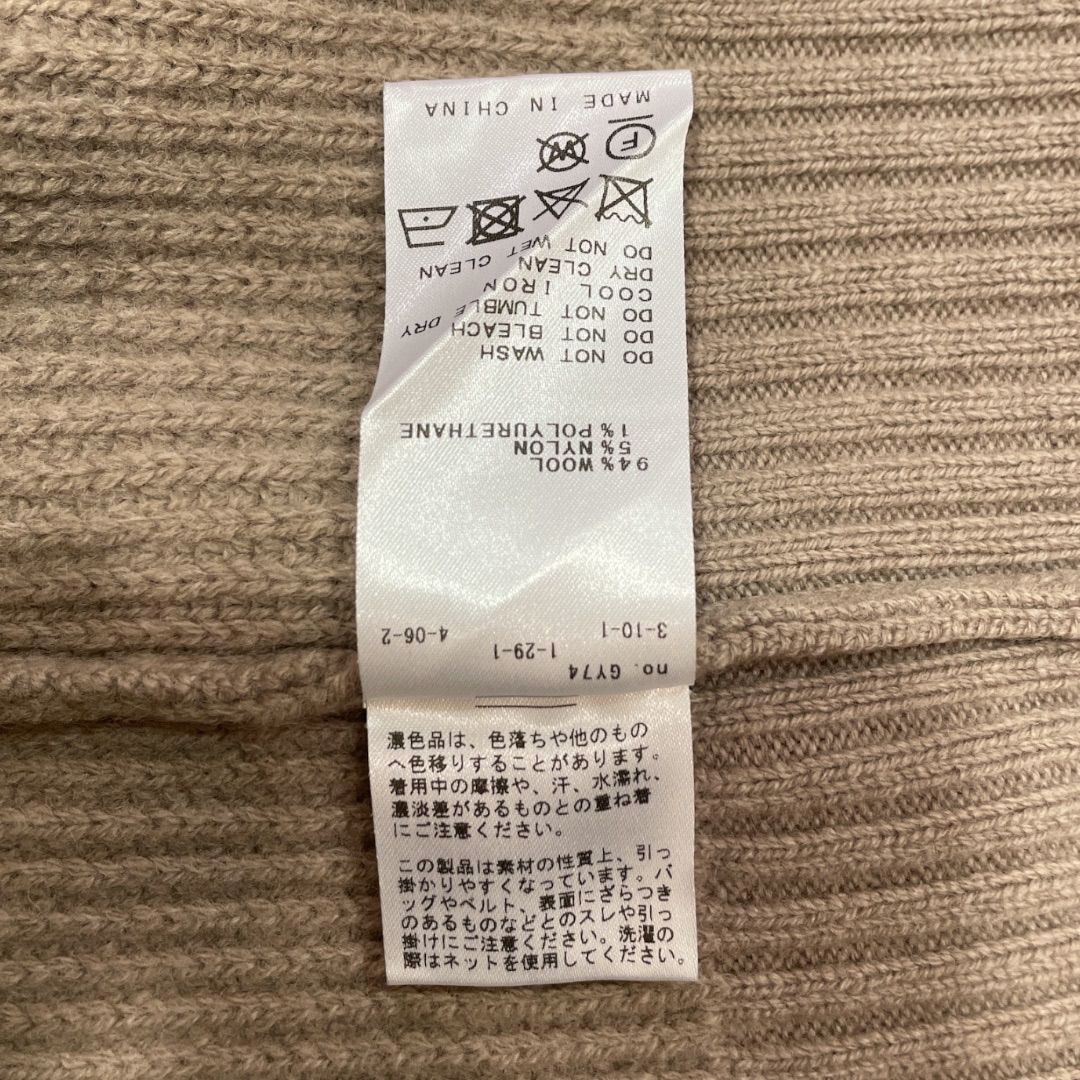 94%WOOL
5%NYLON
1%POLYURETHANE
DO NOT WASH
DO NOT BLEACH
DO NOT TUMBLE DRY
COOL IRON
DRY CLEAN
DO NOT WET CLEAN
F W
MADE IN CHINA
no. GY74
1-29-1
3-10-1 4-06-2
濃色品は、色落ちや他のもの
へ色移りすることがあります。
着用中の摩擦や、汗、水濡れ、
濃淡差があるものとの重ね着
にご注意ください。
この製品は素材の性質上、引っ
掛かりやすくなっています。バ
ッグやベルト、表面にざらつき
のあるものなどとのスレや引っ
掛けにご注意ください。洗濯の
際はネットを使用してください。